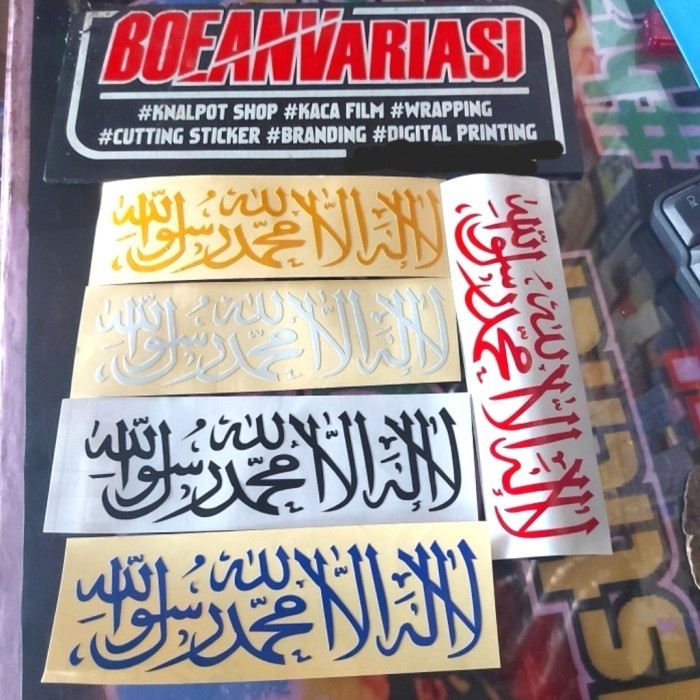 BOEANVARIASI
#KNALPOT SHOP #KACA FILM #WRAPPING
#CUTTING STICKER #BRANDING #DIGITAL PRINTING
لا إله إلا الله محمد رسول الله
لا إله إلا الله محمد رسول الله
لا إله إلا الله محمد رسول الله
لا إله إلا الله محمد رسول الله
لا إله إلا الله محمد رسول الله